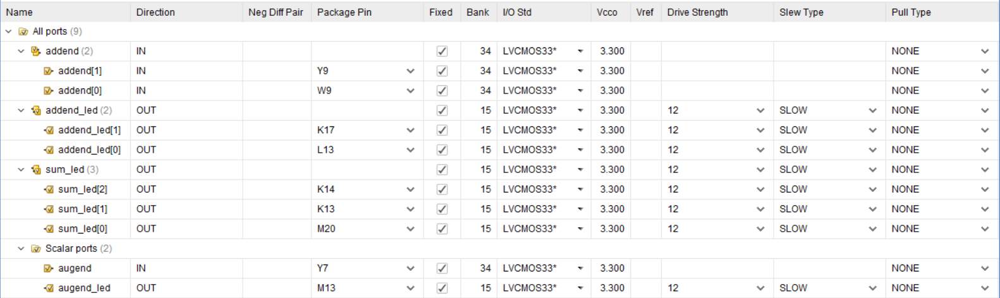 Name Direction Neg Diff Pair Package Pin Fixed Bank I/O Std Vcco Vref Drive Strength Slew Type Pull Type
All ports (9)
addend (2) IN 34 LVCMOS33* 3.300 NONE
addend[1] IN Y9 34 LVCMOS33* 3.300 NONE
addend[0] IN W9 34 LVCMOS33* 3.300 NONE
addend_led (2) OUT 15 LVCMOS33* 3.300 12 SLOW NONE
addend_led[1] OUT K17 15 LVCMOS33* 3.300 12 SLOW NONE
addend_led[0] OUT L13 15 LVCMOS33* 3.300 12 SLOW NONE
sum_led (3) OUT 15 LVCMOS33* 3.300 12 SLOW NONE
sum_led[2] OUT K14 15 LVCMOS33* 3.300 12 SLOW NONE
sum_led[1] OUT K13 15 LVCMOS33* 3.300 12 SLOW NONE
sum_led[0] OUT M20 15 LVCMOS33* 3.300 12 SLOW NONE
Scalar ports (2)
augend IN Y7 34 LVCMOS33* 3.300 NONE
augend_led OUT M13 15 LVCMOS33* 3.300 12 SLOW NONE